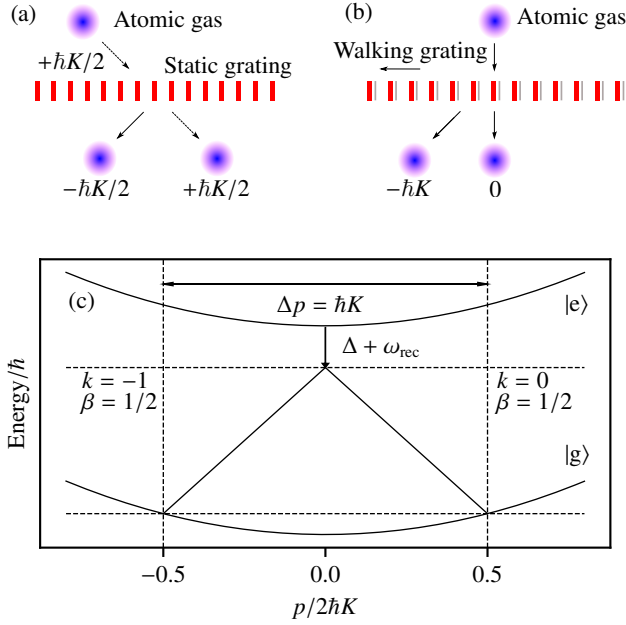 (a)
Atomic gas
+ℏK/2
Static grating
−ℏK/2
+ℏK/2
(b)
Atomic gas
Walking grating
−ℏK
0
(c)
Δp = ℏK
|e⟩
Δ + ω_rec
k = −1
β = 1/2
k = 0
β = 1/2
|g⟩
Energy/ℏ
−0.5
0.0
0.5
p/2ℏK